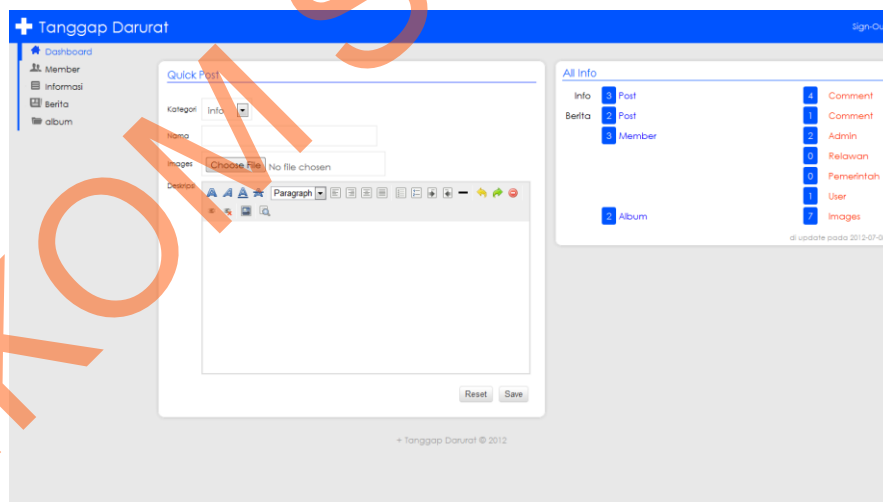 Tanggap Darurat
Sign-Ou
Dashboard
Member
Informasi
Berita
album
Quick Post
Kategori info
Nama
Images Choose File No file chosen
Deskripsi
Paragraph
Reset Save
All Info
Info 3 Post 4 Comment
Berita 2 Post 1 Comment
3 Member 2 Admin
0 Relawan
0 Pemerintah
1 User
2 Album 7 Images
di update pada 2012-07-0
+ Tanggap Darurat © 2012
KOM S